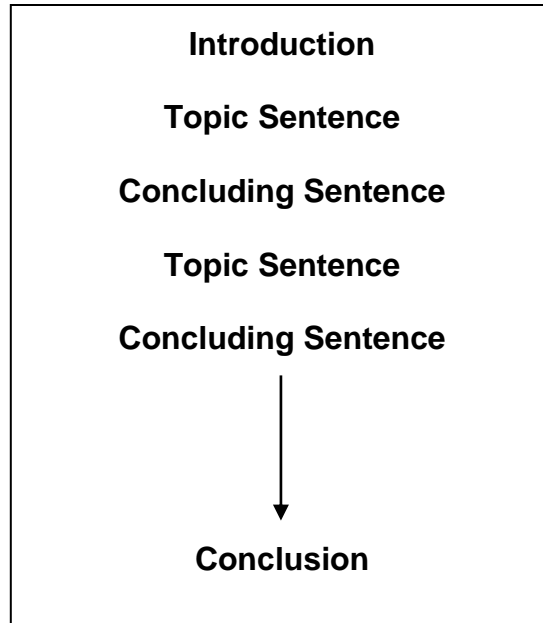 Introduction
Topic Sentence
Concluding Sentence
Topic Sentence
Concluding Sentence
Conclusion